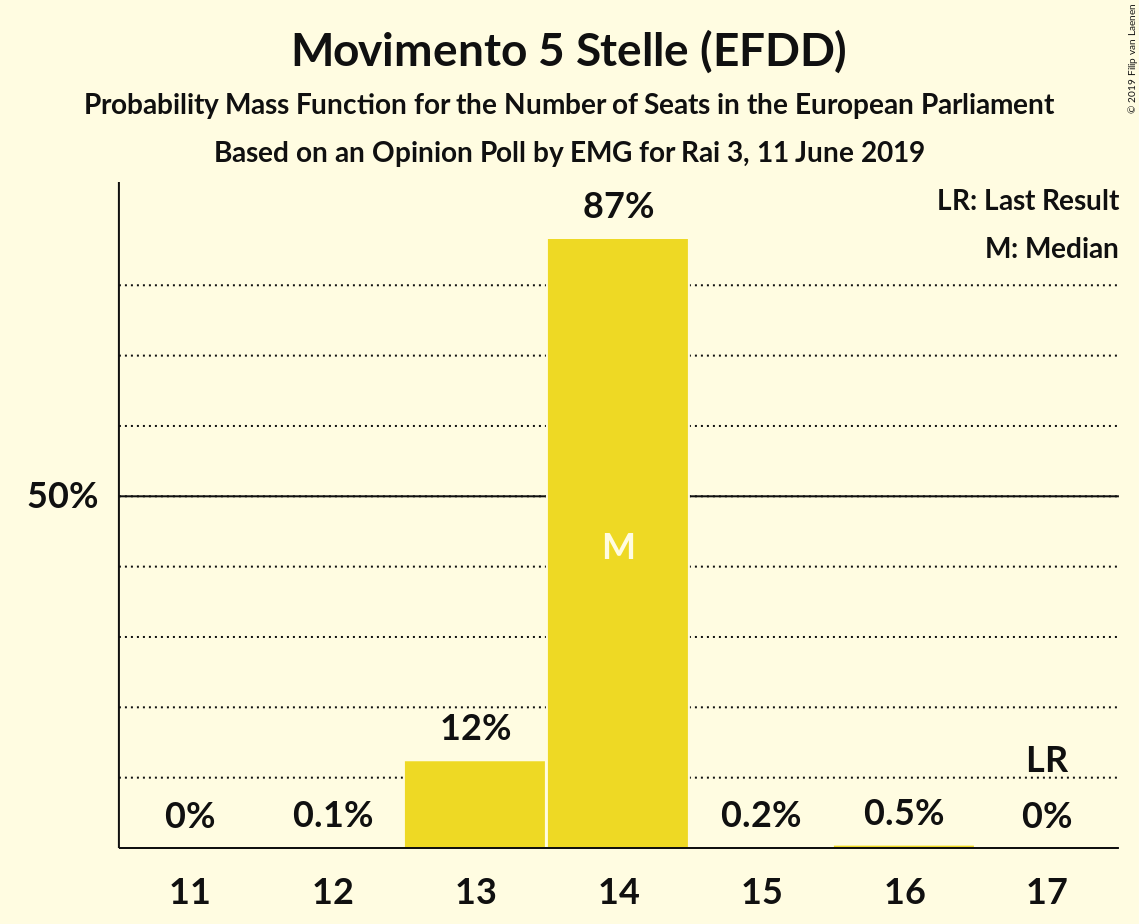 Movimento 5 Stelle (EFDD)
Probability Mass Function for the Number of Seats in the European Parliament
Based on an Opinion Poll by EMG for Rai 3, 11 June 2019
© 2019 Filip van Laenen
LR: Last Result
M: Median
87%
50%
M
12%
LR
0%
0.1%
0.2%
0.5%
0%
11
12
13
14
15
16
17